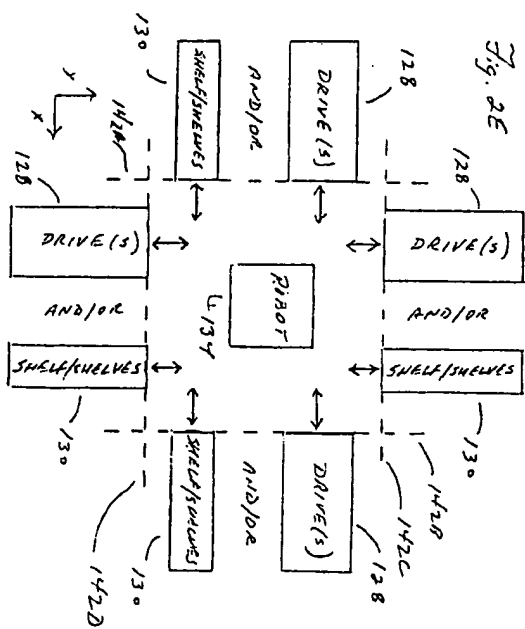 Fig. 2E
128
DRIVE(S)
AND/OR
SHELF/SHELVES
130
142A
Y
X
128
DRIVE(S)
AND/OR
SHELF/SHELVES
130
ROBOT
134
128
DRIVE(S)
AND/OR
SHELF/SHELVES
130
142C
142B
128
DRIVE(S)
AND/OR
SHELF/SHELVES
130
142D